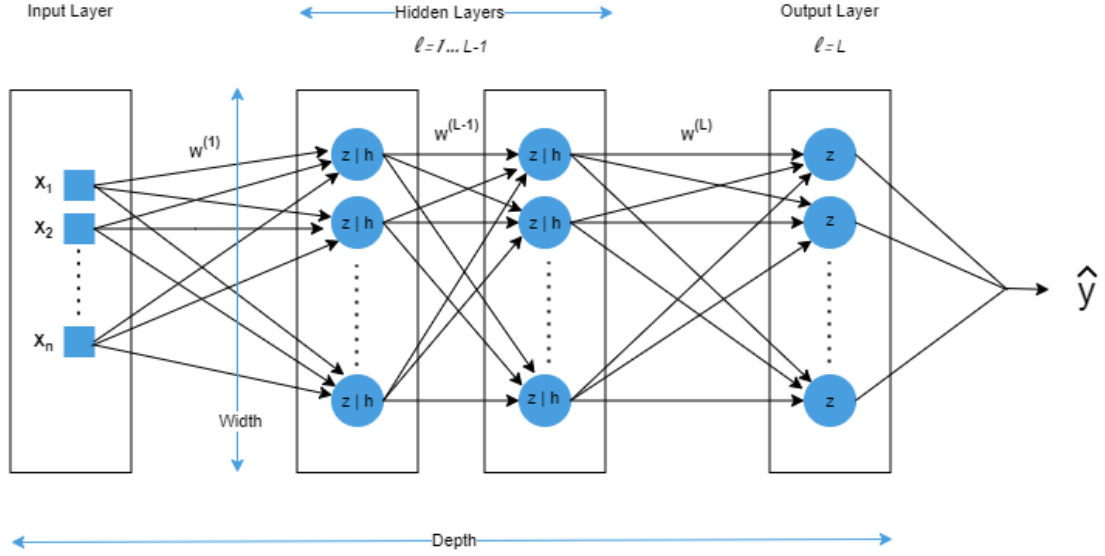 Input Layer
Hidden Layers
Output Layer
ℓ = 1... L-1
ℓ = L
w⁽¹⁾
w⁽ᴸ⁻¹⁾
w⁽ᴸ⁾
z | h
z | h
z
x₁
x₂
z | h
z | h
z
ŷ
xₙ
z | h
z | h
z
Width
Depth